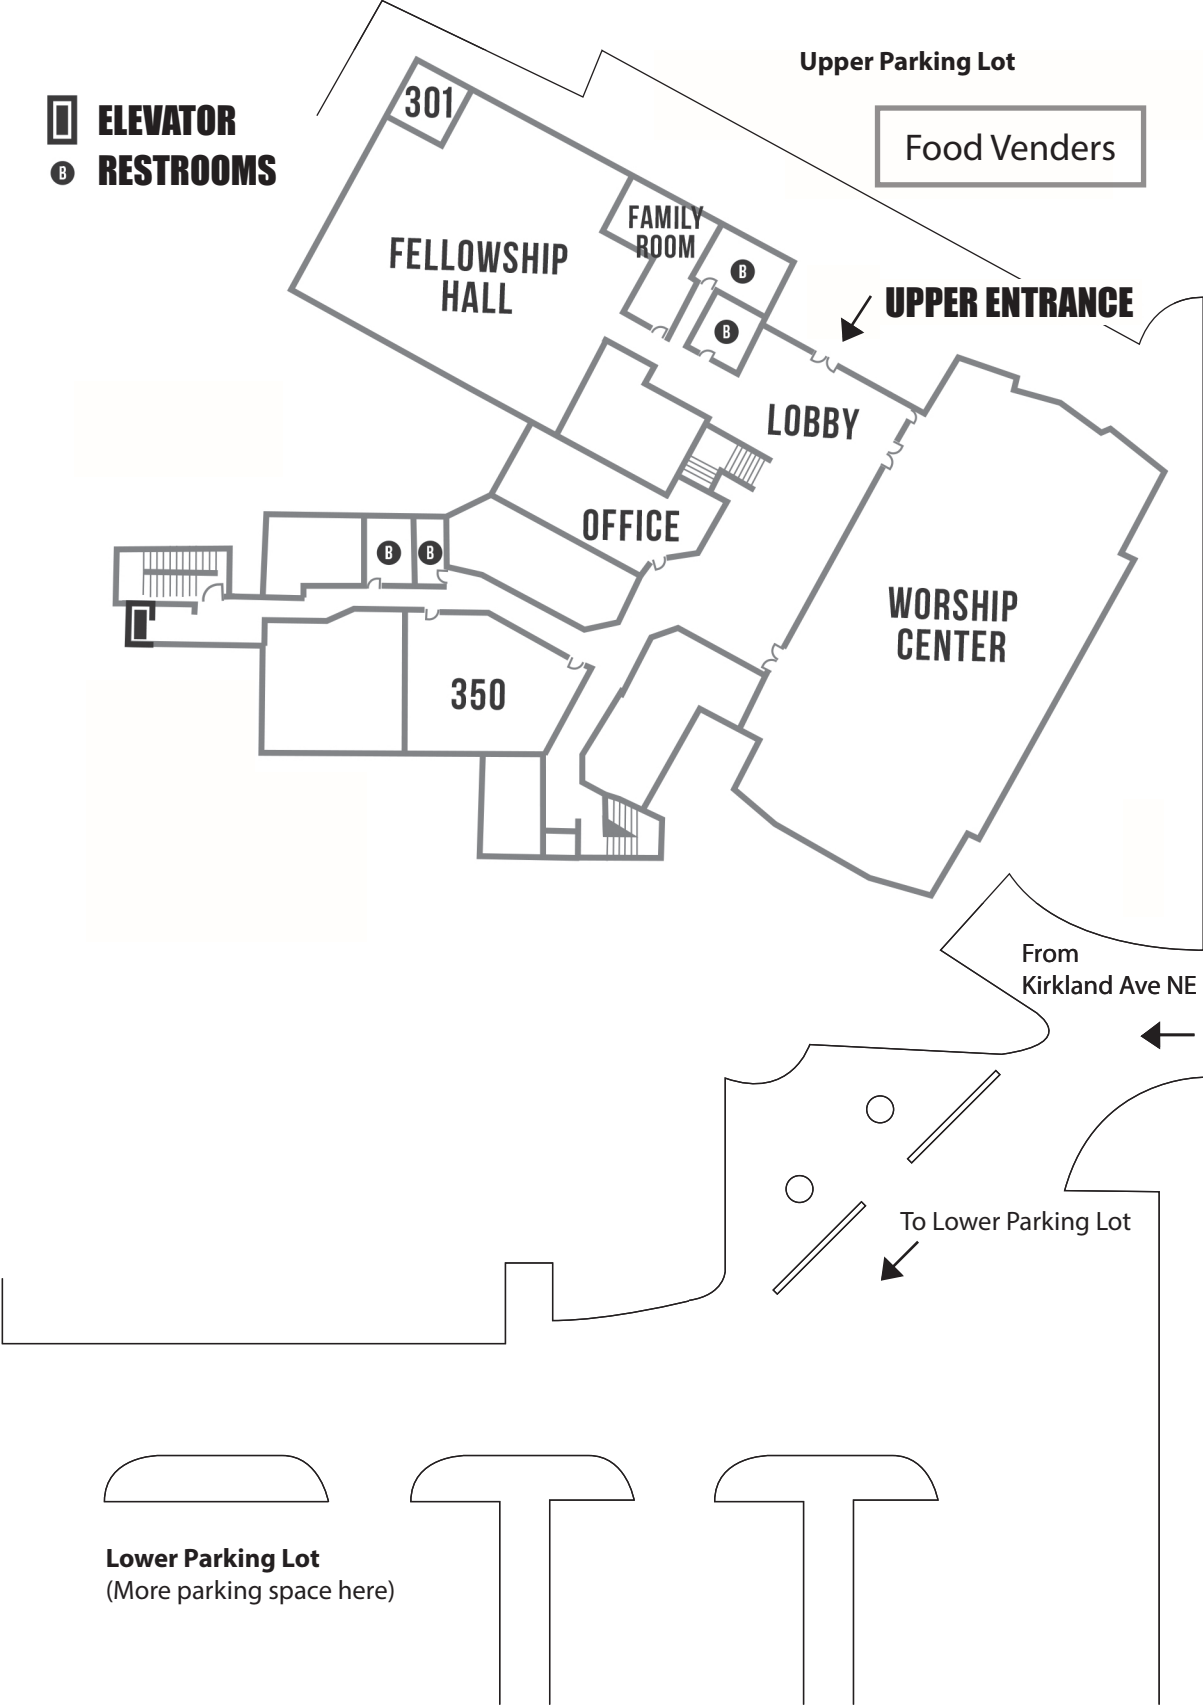 Upper Parking Lot
ELEVATOR
B RESTROOMS
301
Food Venders
FAMILY
ROOM
FELLOWSHIP
HALL
B
B
UPPER ENTRANCE
LOBBY
OFFICE
B
B
WORSHIP
CENTER
350
From
Kirkland Ave NE
To Lower Parking Lot
Lower Parking Lot
(More parking space here)